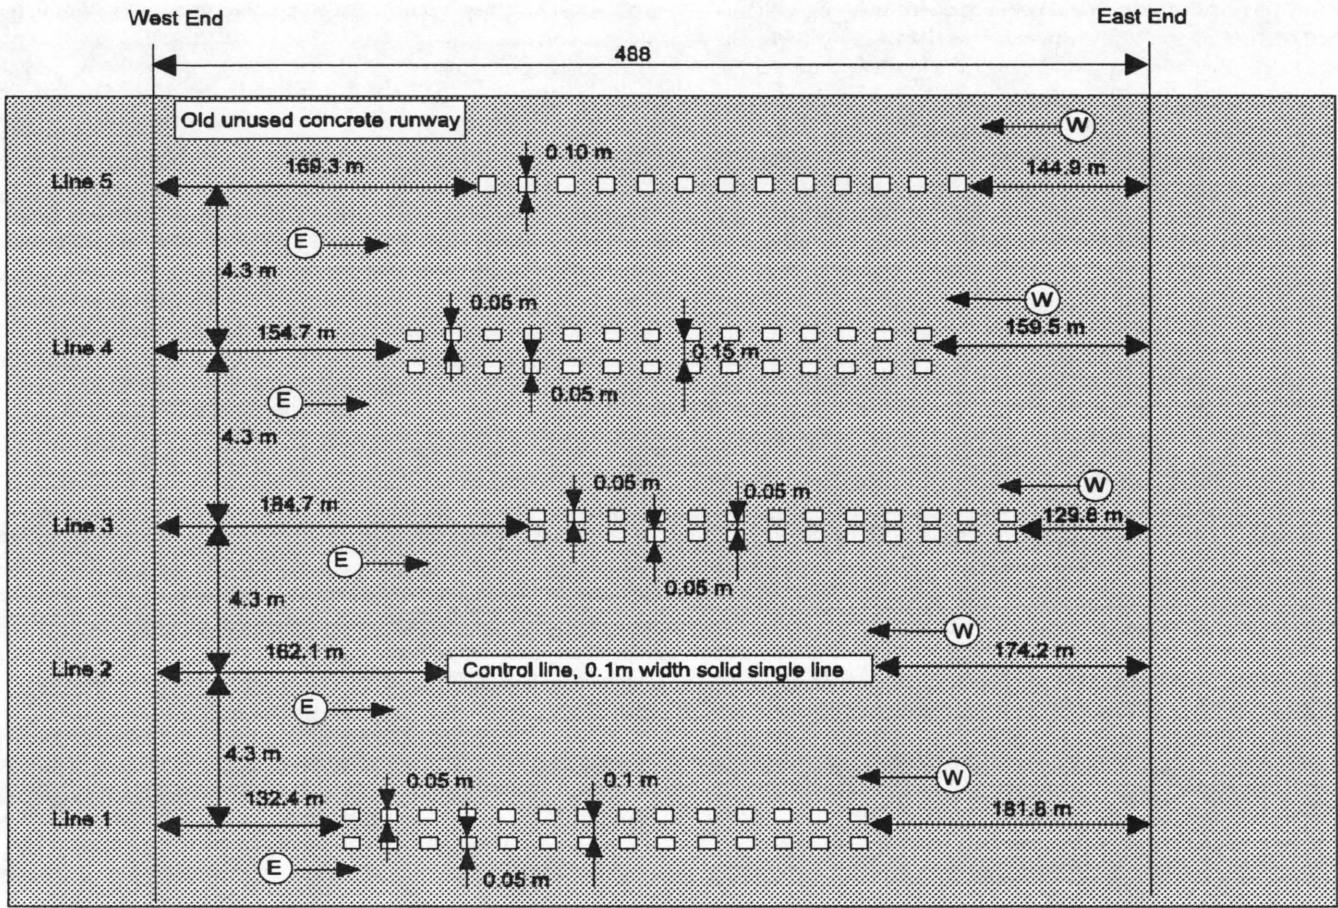 West End
East End
488
Old unused concrete runway
W
Line 5
169.3 m
0.10 m
144.9 m
E
4.3 m
0.05 m
W
Line 4
154.7 m
0.15 m
159.5 m
E
0.05 m
4.3 m
0.05 m
0.05 m
W
Line 3
184.7 m
129.8 m
E
0.05 m
4.3 m
W
Line 2
162.1 m
Control line, 0.1m width solid single line
174.2 m
E
4.3 m
0.05 m
0.1 m
W
Line 1
132.4 m
181.8 m
E
0.05 m